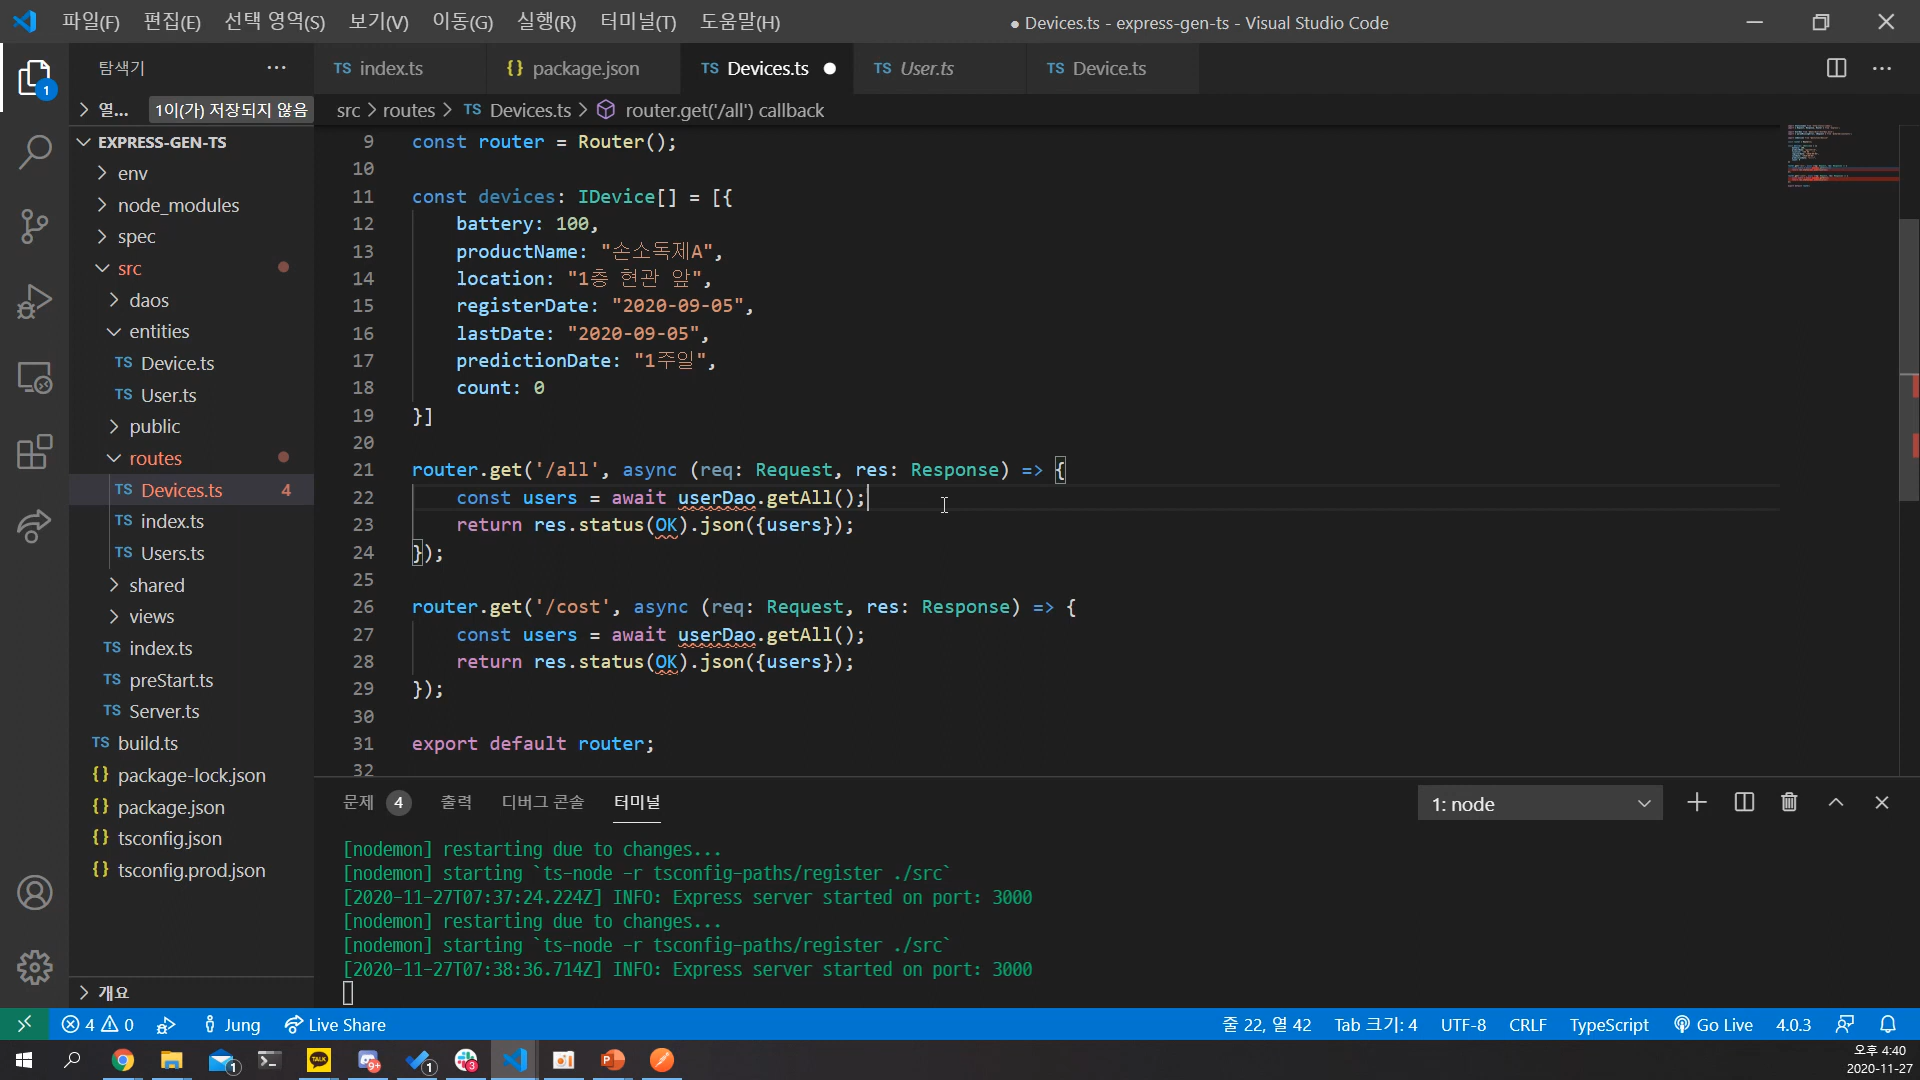 파일(F) 편집(E) 선택 영역(S) 보기(V) 이동(G) 실행(R) 터미널(T) 도움말(H)
● Devices.ts - express-gen-ts - Visual Studio Code
탐색기 ...
TS index.ts
{} package.json
TS Devices.ts ●
TS User.ts
TS Device.ts
1
열... 1이(가) 저장되지 않음
src > routes > TS Devices.ts > router.get('/all') callback
EXPRESS-GEN-TS
env
node_modules
spec
src
daos
entities
TS Device.ts
TS User.ts
public
routes
TS Devices.ts 4
TS index.ts
TS Users.ts
shared
views
TS index.ts
TS preStart.ts
TS Server.ts
TS build.ts
{} package-lock.json
{} package.json
{} tsconfig.json
{} tsconfig.prod.json
개요
9 const router = Router();
10
11 const devices: IDevice[] = [{
12 battery: 100,
13 productName: "손소독제A",
14 location: "1층 현관 앞",
15 registerDate: "2020-09-05",
16 lastDate: "2020-09-05",
17 predictionDate: "1주일",
18 count: 0
19 }]
20
21 router.get('/all', async (req: Request, res: Response) => {
22 const users = await userDao.getAll();
23 return res.status(OK).json({users});
24 });
25
26 router.get('/cost', async (req: Request, res: Response) => {
27 const users = await userDao.getAll();
28 return res.status(OK).json({users});
29 });
30
31 export default router;
32
문제 4 출력 디버그 콘솔 터미널
1: node
[nodemon] restarting due to changes...
[nodemon] starting `ts-node -r tsconfig-paths/register ./src`
[2020-11-27T07:37:24.224Z] INFO: Express server started on port: 3000
[nodemon] restarting due to changes...
[nodemon] starting `ts-node -r tsconfig-paths/register ./src`
[2020-11-27T07:38:36.714Z] INFO: Express server started on port: 3000
4 0 Jung Live Share
줄 22, 열 42 Tab 크기: 4 UTF-8 CRLF TypeScript Go Live 4.0.3
1 TALK 9+ 1 3 P
오후 4:40
2020-11-27